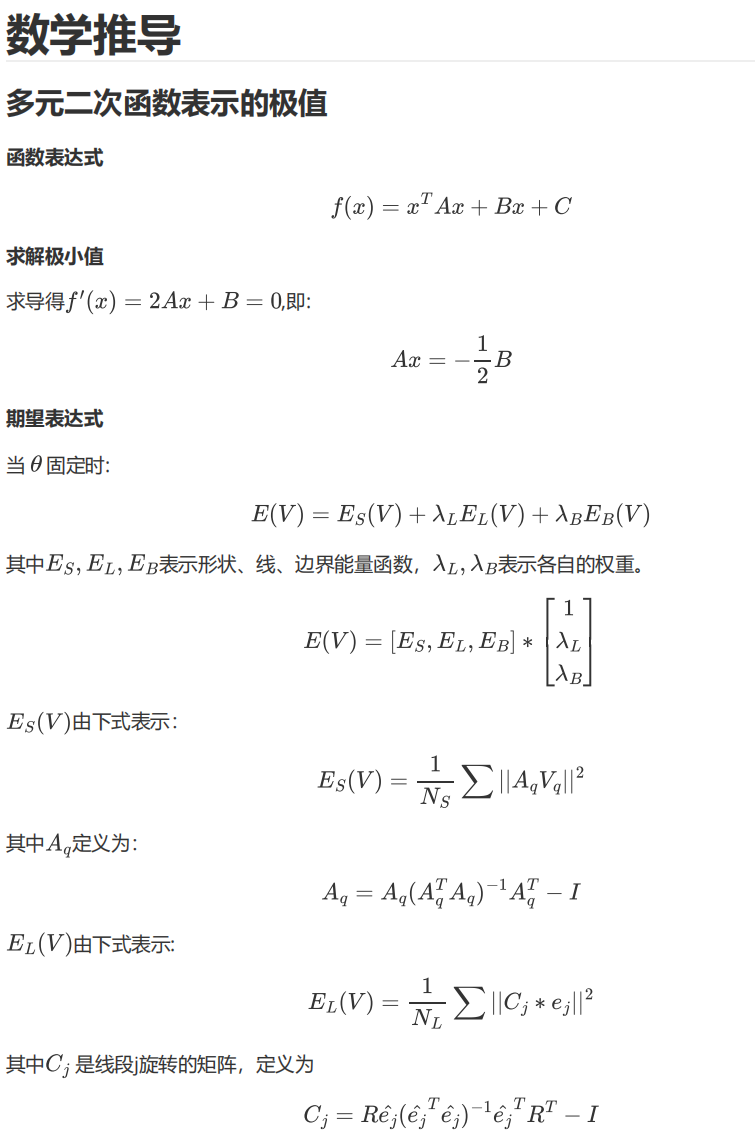 数学推导
多元二次函数表示的极值
函数表达式
$f(x) = x^T Ax + Bx + C$
求解极小值
求导得$f'(x) = 2Ax + B = 0$,即:
$Ax = -\frac{1}{2}B$
期望表达式
当 $\theta$ 固定时:
$E(V) = E_S(V) + \lambda_L E_L(V) + \lambda_B E_B(V)$
其中$E_S, E_L, E_B$表示形状、线、边界能量函数，$\lambda_L, \lambda_B$表示各自的权重。
$E(V) = [E_S, E_L, E_B] * \begin{bmatrix} 1 \\ \lambda_L \\ \lambda_B \end{bmatrix}$
$E_S(V)$由下式表示：
$E_S(V) = \frac{1}{N_S} \sum ||A_q V_q||^2$
其中$A_q$定义为：
$A_q = A_q (A_q^T A_q)^{-1} A_q^T - I$
$E_L(V)$由下式表示:
$E_L(V) = \frac{1}{N_L} \sum ||C_j * e_j||^2$
其中$C_j$ 是线段j旋转的矩阵，定义为
$C_j = R\hat{e_j} (\hat{e_j}^T \hat{e_j})^{-1} \hat{e_j}^T R^T - I$